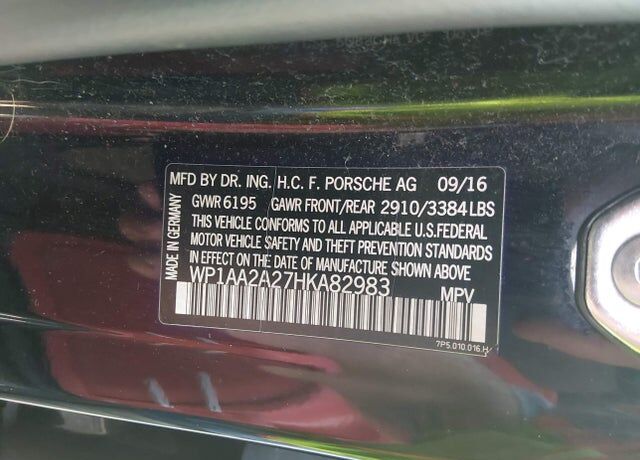 MFD BY DR. ING. H.C. F. PORSCHE AG 09/16
GVWR 6195 GAWR FRONT/REAR 2910/3384 LBS
THIS VEHICLE CONFORMS TO ALL APPLICABLE U.S.FEDERAL
MOTOR VEHICLE SAFETY AND THEFT PREVENTION STANDARDS
IN EFFECT ON THE DATE OF MANUFACTURE SHOWN ABOVE
WP1AA2A27HKA82983 MPV
7P5.010.016.H
MADE IN GERMANY